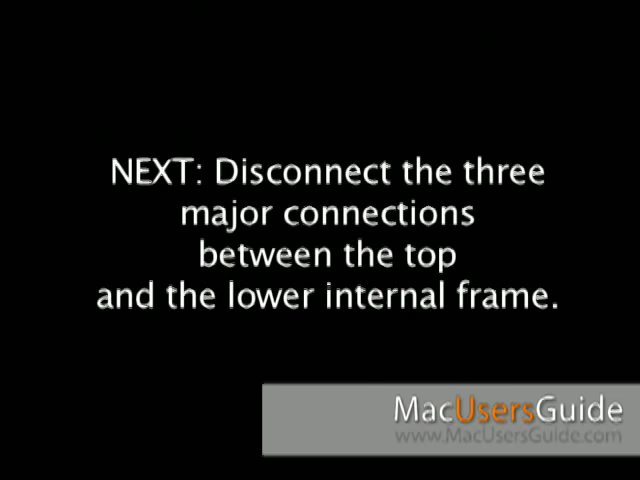 NEXT: Disconnect the three
major connections
between the top
and the lower internal frame.
MacUsersGuide
www.MacUsersGuide.com